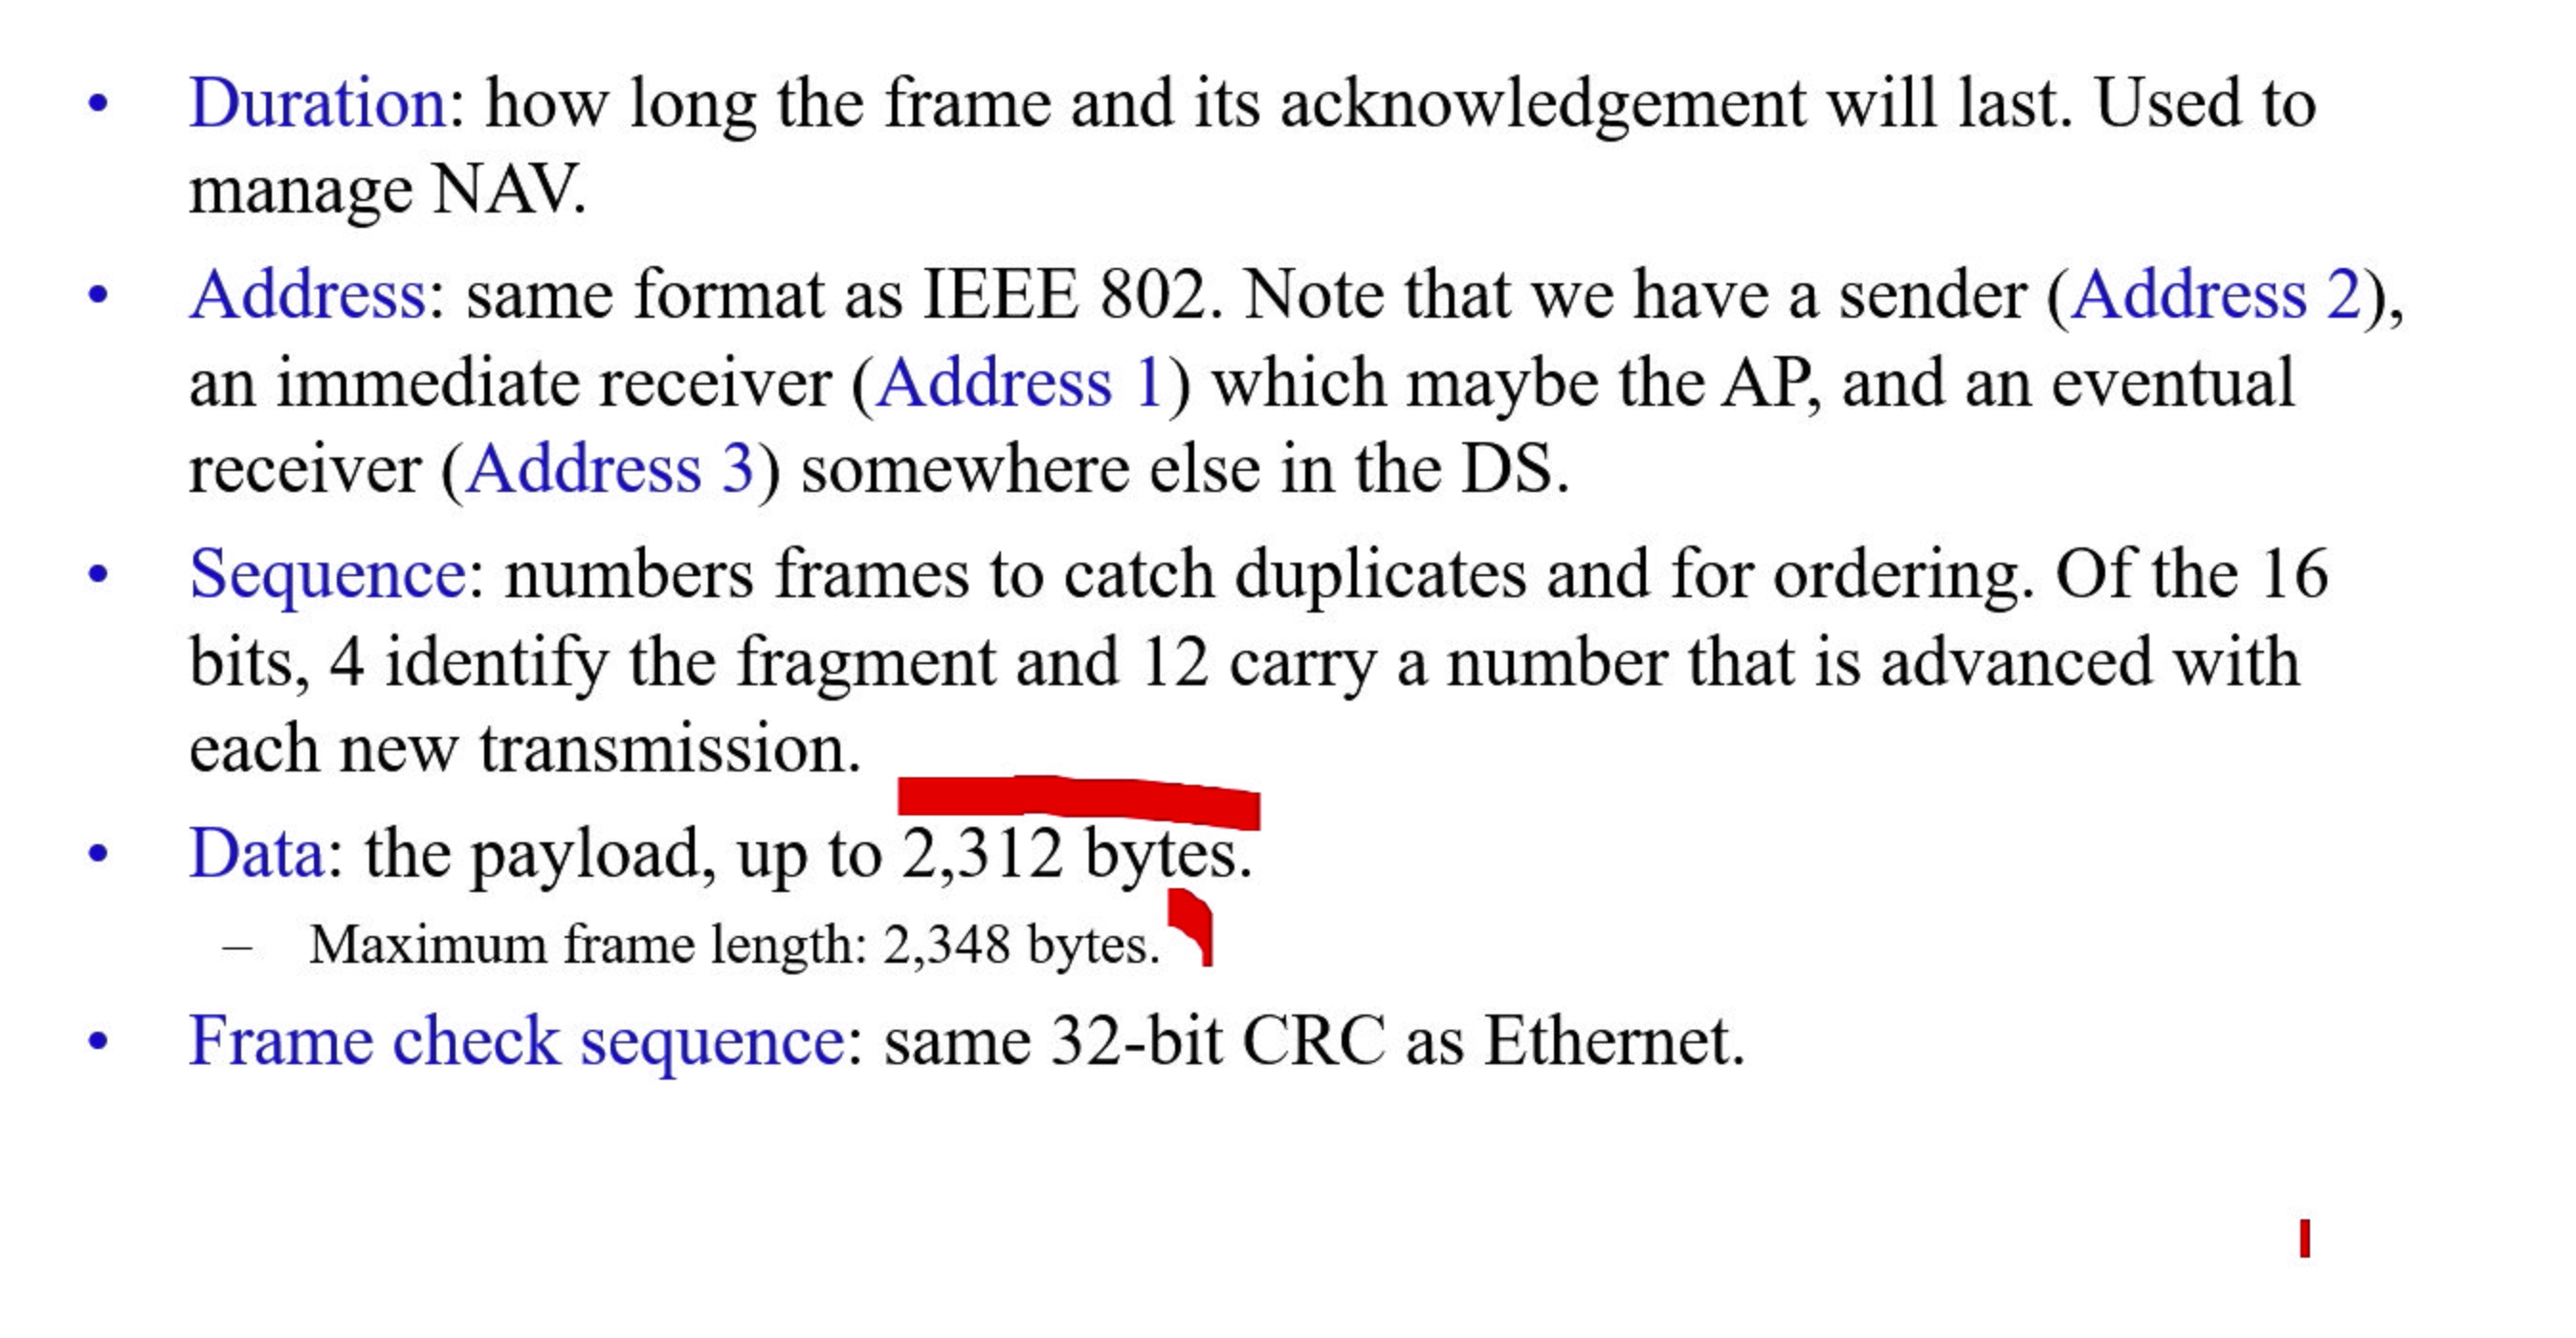 • Duration: how long the frame and its acknowledgement will last. Used to
manage NAV.
• Address: same format as IEEE 802. Note that we have a sender (Address 2),
an immediate receiver (Address 1) which maybe the AP, and an eventual
receiver (Address 3) somewhere else in the DS.
• Sequence: numbers frames to catch duplicates and for ordering. Of the 16
bits, 4 identify the fragment and 12 carry a number that is advanced with
each new transmission.
• Data: the payload, up to 2,312 bytes.
– Maximum frame length: 2,348 bytes.
• Frame check sequence: same 32-bit CRC as Ethernet.